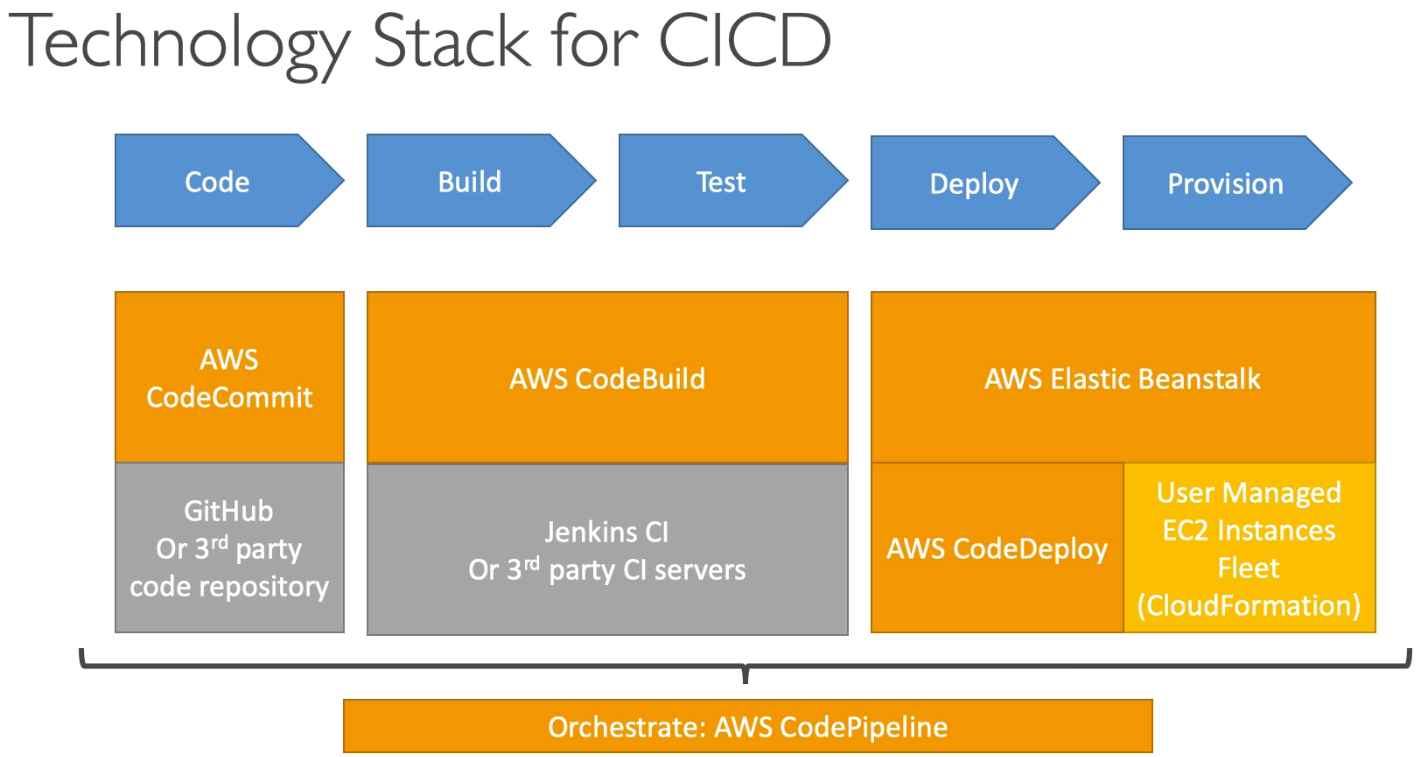 Technology Stack for CICD
Code
Build
Test
Deploy
Provision
AWS
CodeCommit
AWS CodeBuild
AWS Elastic Beanstalk
GitHub
Or 3rd party
code repository
Jenkins CI
Or 3rd party CI servers
AWS CodeDeploy
User Managed
EC2 Instances
Fleet
(CloudFormation)
Orchestrate: AWS CodePipeline